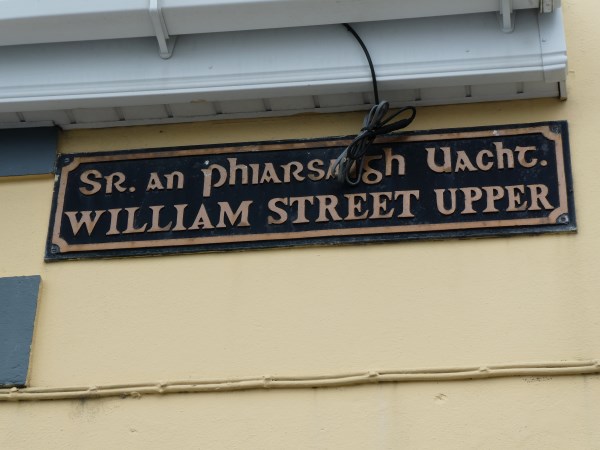 Sr. an Phiarsaigh Uacht.
WILLIAM STREET UPPER